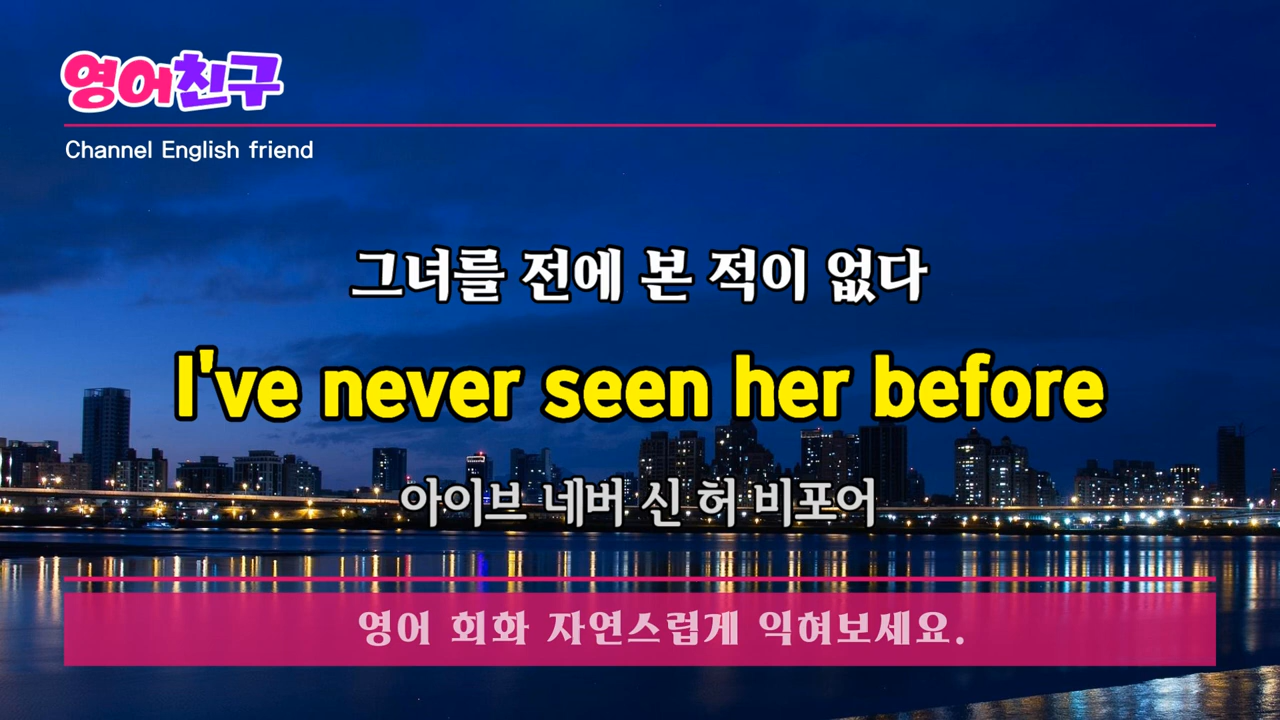 영어친구
Channel English friend
그녀를 전에 본 적이 없다
I've never seen her before
아이브 네버 신 허 비포어
영어 회화 자연스럽게 익혀보세요.